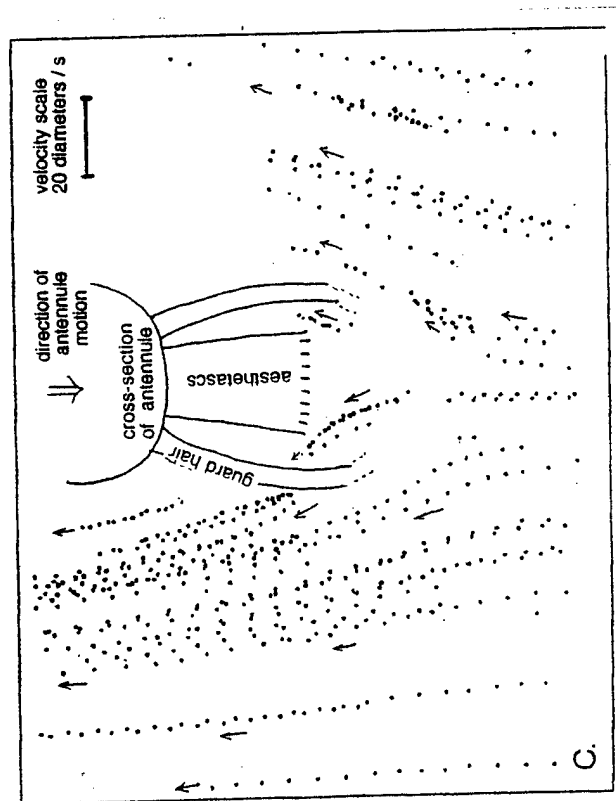 velocity scale
20 diameters / s
direction of
antennule
motion
cross-section
of antennule
aesthetascs
guard hair
C.